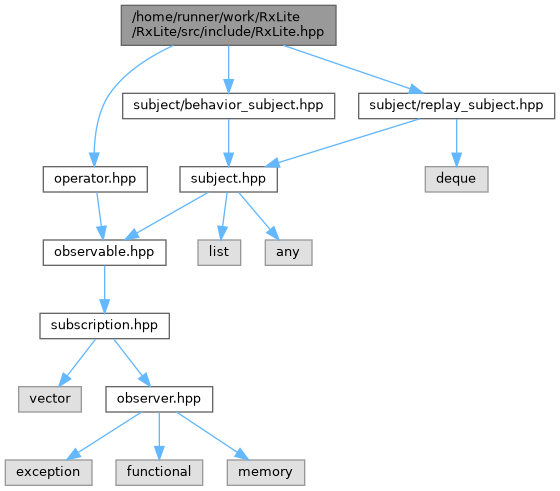 /home/runner/work/RxLite
/RxLite/src/include/RxLite.hpp
subject/behavior_subject.hpp
subject/replay_subject.hpp
operator.hpp
subject.hpp
deque
observable.hpp
list
any
subscription.hpp
vector
observer.hpp
exception
functional
memory